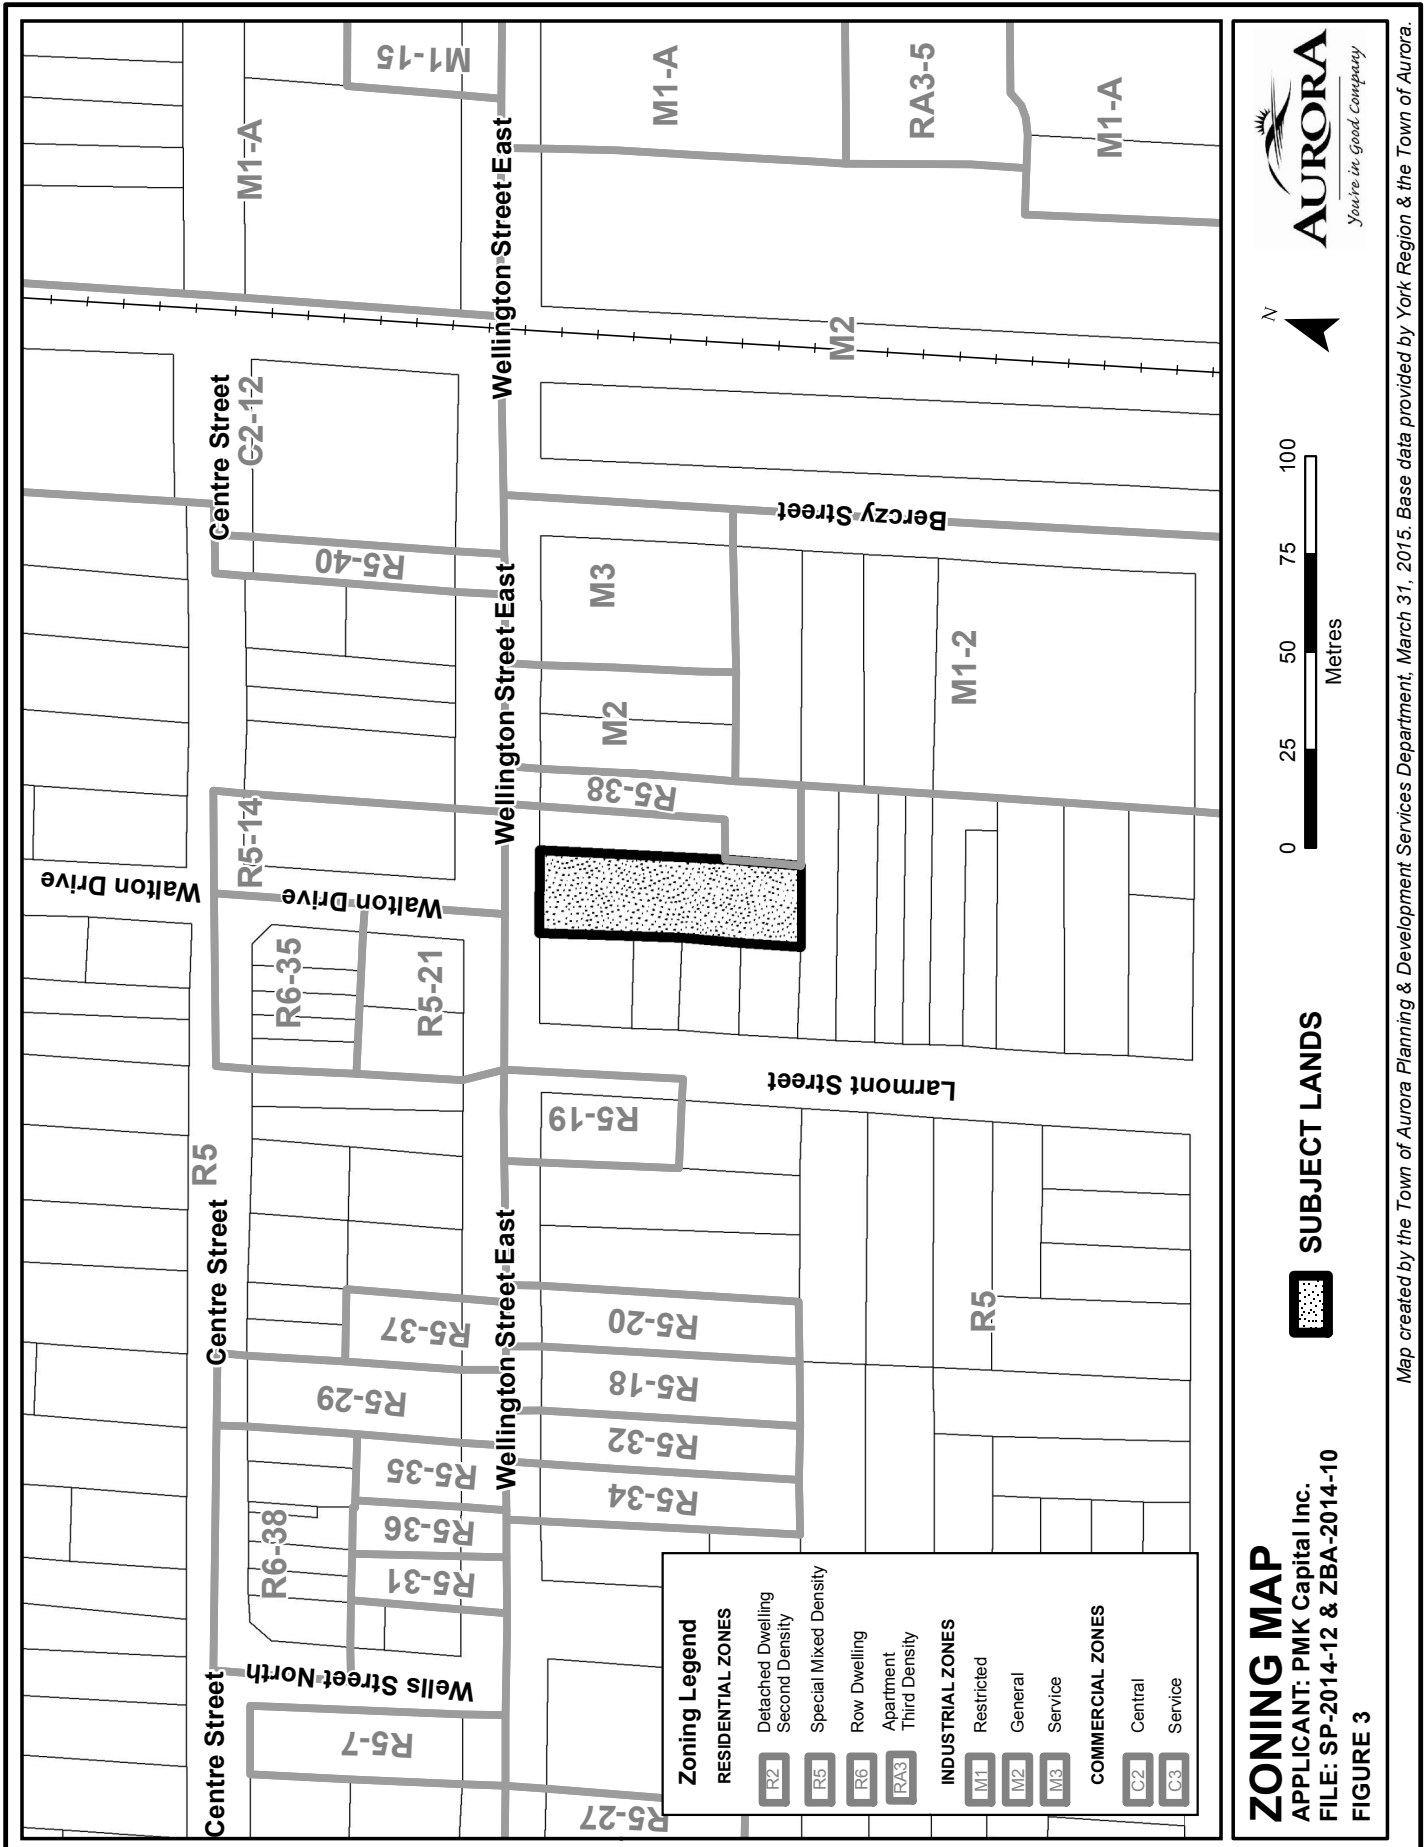 Centre Street
Centre Street
Centre Street
Wellington Street East
Wellington Street East
Wellington Street East
Walton Drive
Walton Drive
Wells Street North
Larmont Street
Berczy Street
R5-7
R5-27
R6-38
R5-31
R5-36
R5-35
R5-29
R5-37
R5
R6-35
R5-21
R5-14
R5-40
C2-12
M1-A
M1-15
R5-34
R5-32
R5-18
R5-20
R5-19
R5
R5-38
M2
M3
M1-2
M2
M1-A
RA3-5
M1-A
Zoning Legend
RESIDENTIAL ZONES
R2 Detached Dwelling
Second Density
R5 Special Mixed Density
R6 Row Dwelling
RA3 Apartment
Third Density
INDUSTRIAL ZONES
M1 Restricted
M2 General
M3 Service
COMMERCIAL ZONES
C2 Central
C3 Service
ZONING MAP
APPLICANT: PMK Capital Inc.
FILE: SP-2014-12 & ZBA-2014-10
FIGURE 3
SUBJECT LANDS
0 25 50 75 100
Metres
N
AURORA
You're in Good Company
Map created by the Town of Aurora Planning & Development Services Department, March 31, 2015. Base data provided by York Region & the Town of Aurora.